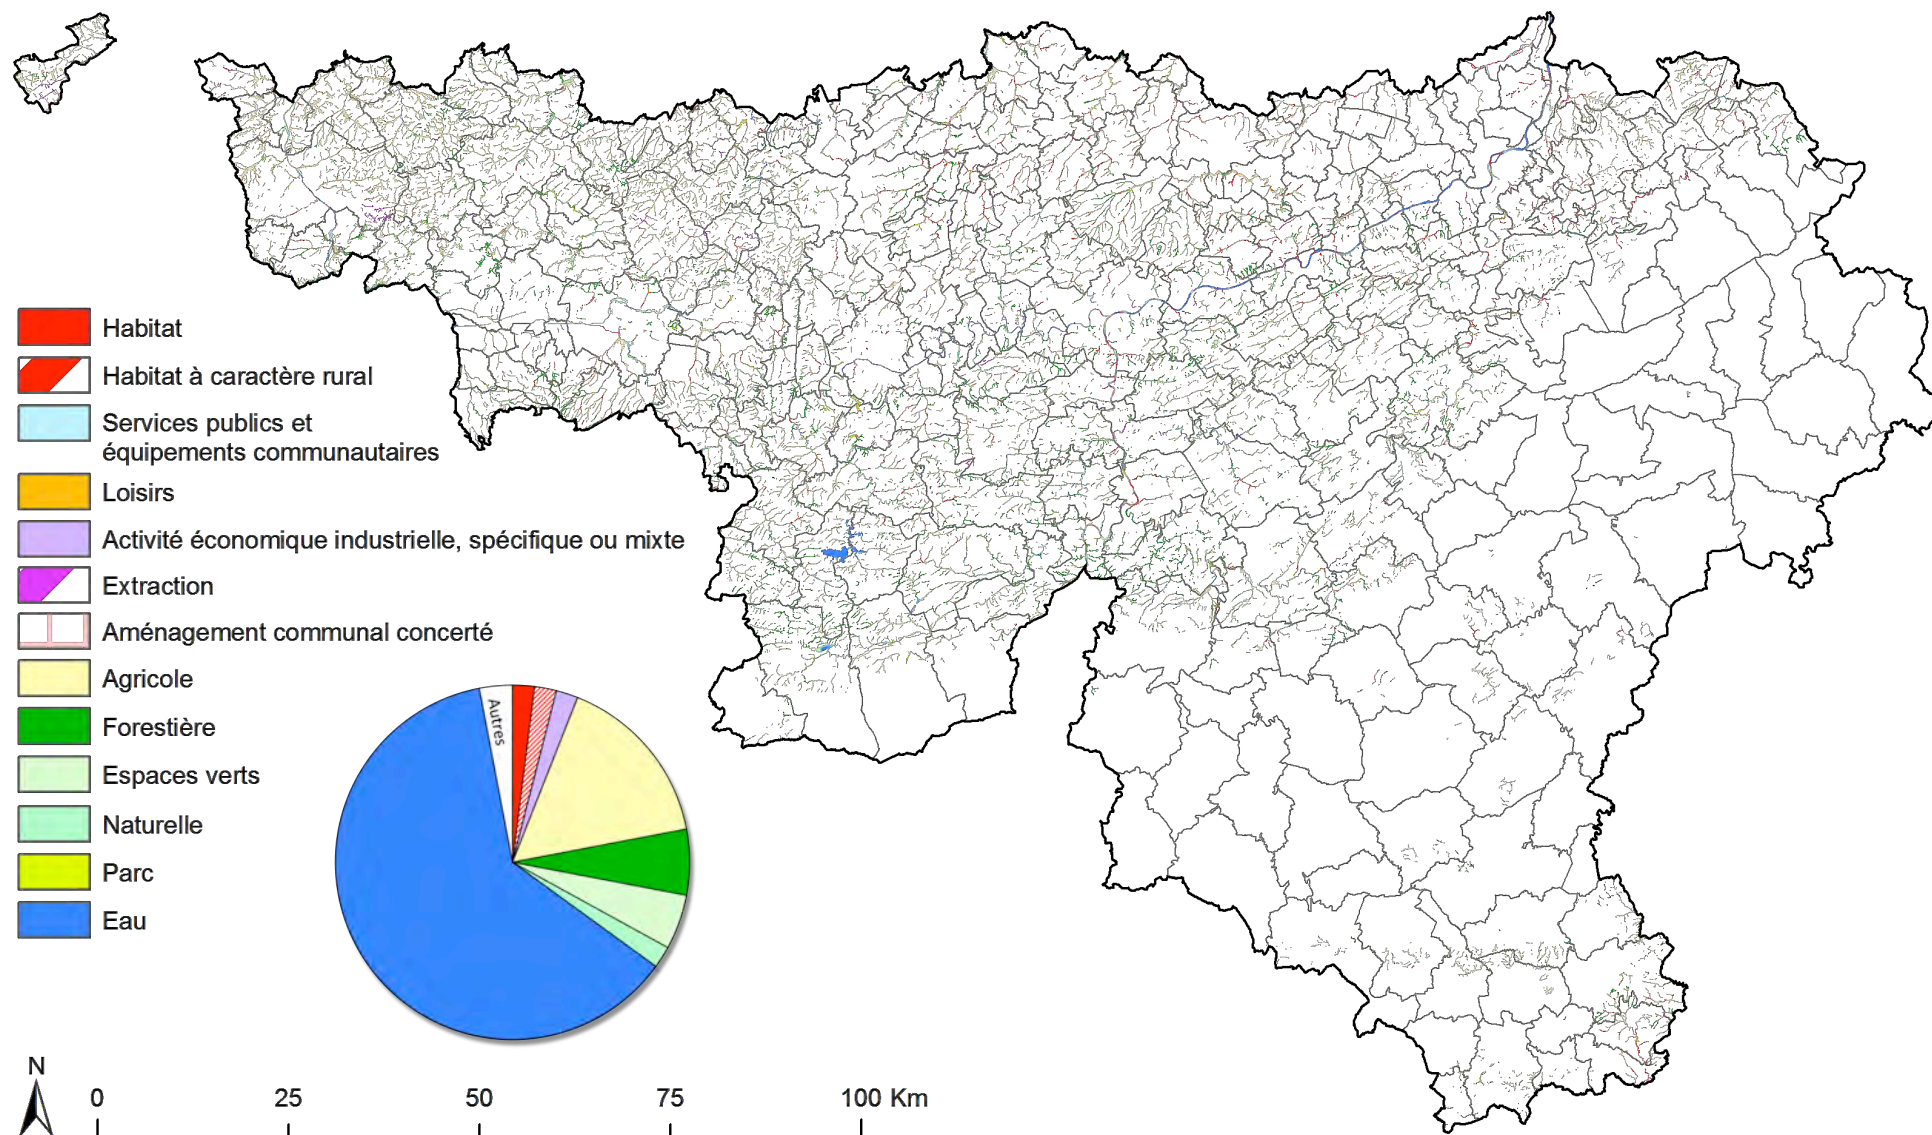 Habitat
Habitat à caractère rural
Services publics et
équipements communautaires
Loisirs
Activité économique industrielle, spécifique ou mixte
Extraction
Aménagement communal concerté
Agricole
Forestière
Espaces verts
Naturelle
Parc
Eau
Autres
N
0 25 50 75 100 Km